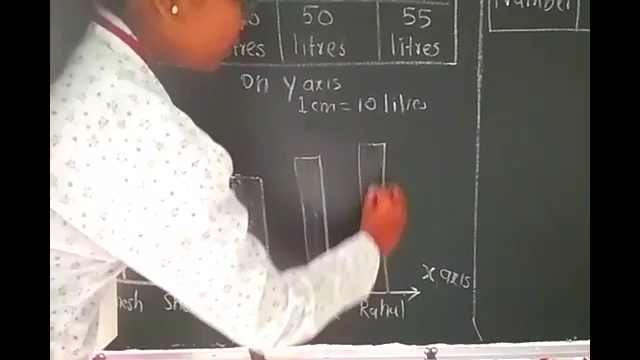 50 55
litres litres
Number
on y axis
1cm = 10 litres
x axis
Rahul